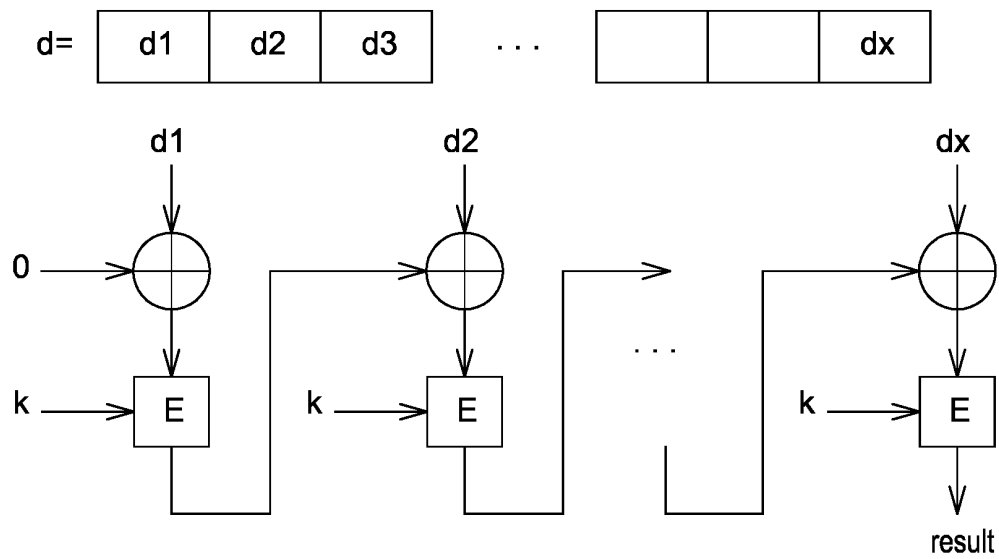 d= d1 d2 d3 ... dx
d1 d2 dx
0
...
k E k E k E
result